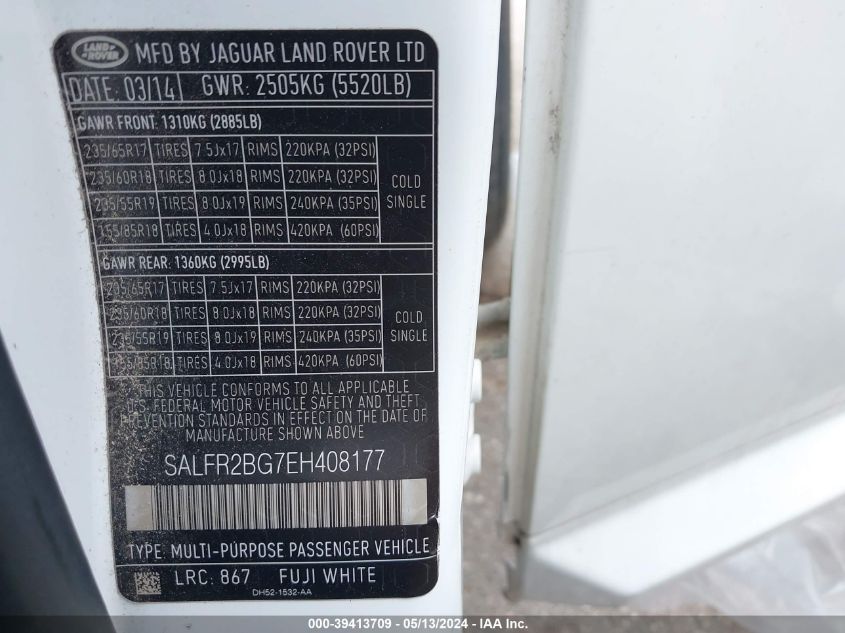 LAND ROVER MFD BY JAGUAR LAND ROVER LTD
DATE: 03/14 GWR: 2505KG (5520LB)
GAWR FRONT: 1310KG (2885LB)
235/65R17 TIRES 7.5Jx17 RIMS 220KPA (32PSI)
235/60R18 TIRES 8.0Jx18 RIMS 220KPA (32PSI)
COLD
235/55R19 TIRES 8.0Jx19 RIMS 240KPA (35PSI)
SINGLE
155/85R18 TIRES 4.0Jx18 RIMS 420KPA (60PSI)
GAWR REAR: 1360KG (2995LB)
235/65R17 TIRES 7.5Jx17 RIMS 220KPA (32PSI)
235/60R18 TIRES 8.0Jx18 RIMS 220KPA (32PSI)
COLD
235/55R19 TIRES 8.0Jx19 RIMS 240KPA (35PSI)
SINGLE
155/85R18 TIRES 4.0Jx18 RIMS 420KPA (60PSI)
THIS VEHICLE CONFORMS TO ALL APPLICABLE
U.S. FEDERAL MOTOR VEHICLE SAFETY AND THEFT
PREVENTION STANDARDS IN EFFECT ON THE DATE OF
MANUFACTURE SHOWN ABOVE
SALFR2BG7EH408177
TYPE: MULTI-PURPOSE PASSENGER VEHICLE
LRC: 867 FUJI WHITE
DH52-1532-AA
000-39413709 - 05/13/2024 - IAA Inc.